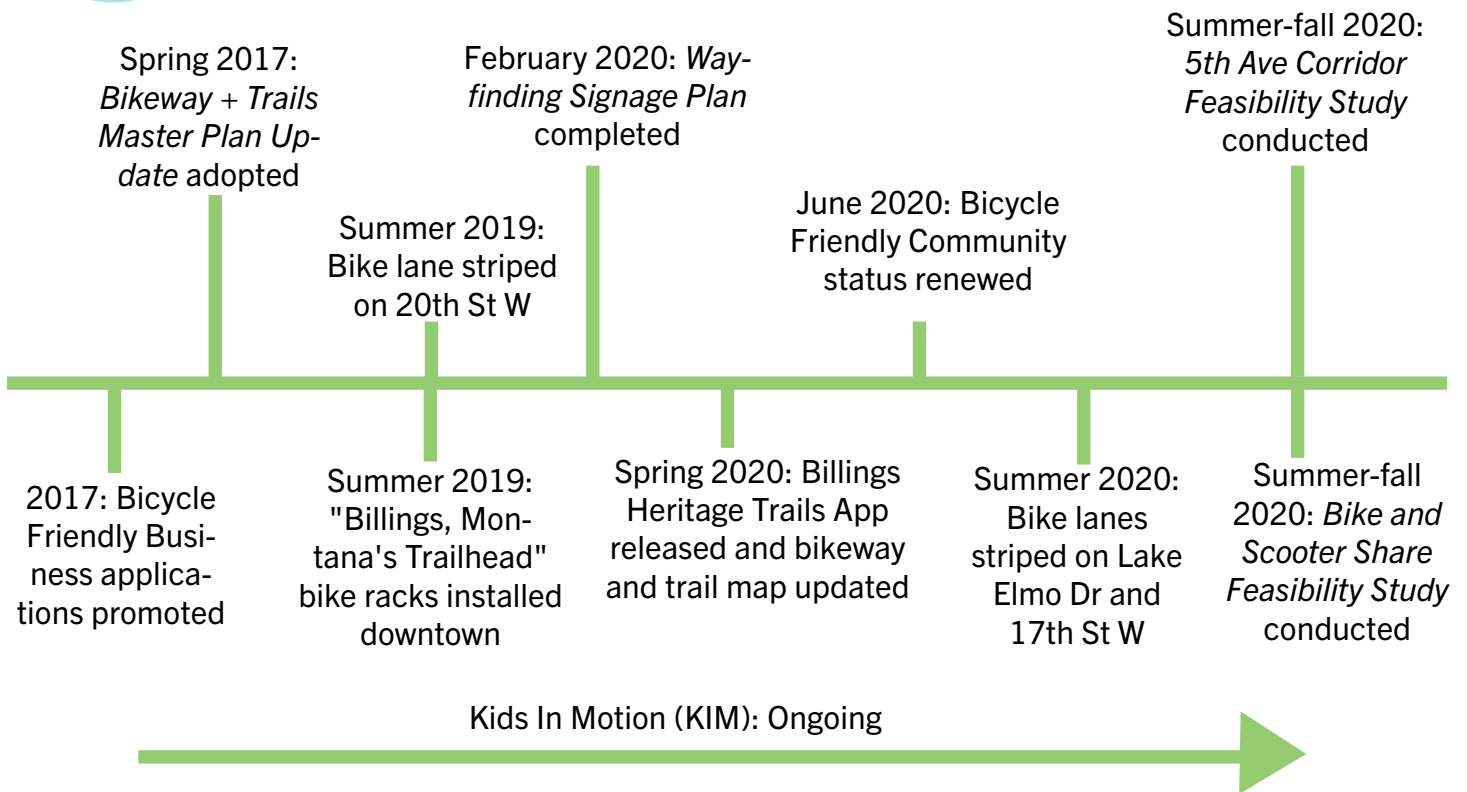 Spring 2017:
Bikeway + Trails
Master Plan Up-
date adopted
February 2020: Way-
finding Signage Plan
completed
Summer-fall 2020:
5th Ave Corridor
Feasibility Study
conducted
Summer 2019:
Bike lane striped
on 20th St W
June 2020: Bicycle
Friendly Community
status renewed
2017: Bicycle
Friendly Busi-
ness applica-
tions promoted
Summer 2019:
"Billings, Mon-
tana's Trailhead"
bike racks installed
downtown
Spring 2020: Billings
Heritage Trails App
released and bikeway
and trail map updated
Summer 2020:
Bike lanes
striped on Lake
Elmo Dr and
17th St W
Summer-fall
2020: Bike and
Scooter Share
Feasibility Study
conducted
Kids In Motion (KIM): Ongoing